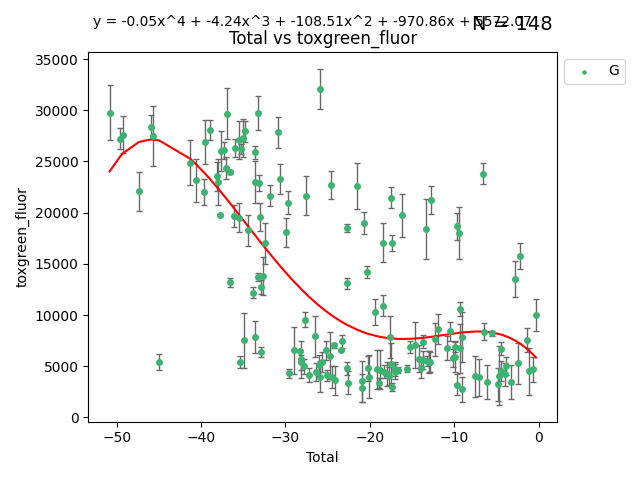 y = -0.05x^4 + -4.24x^3 + -108.51x^2 + -970.86x + 5572.07
N = 148
Total vs toxgreen_fluor
G
35000
30000
25000
20000
15000
10000
5000
0
toxgreen_fluor
−50 −40 −30 −20 −10 0
Total